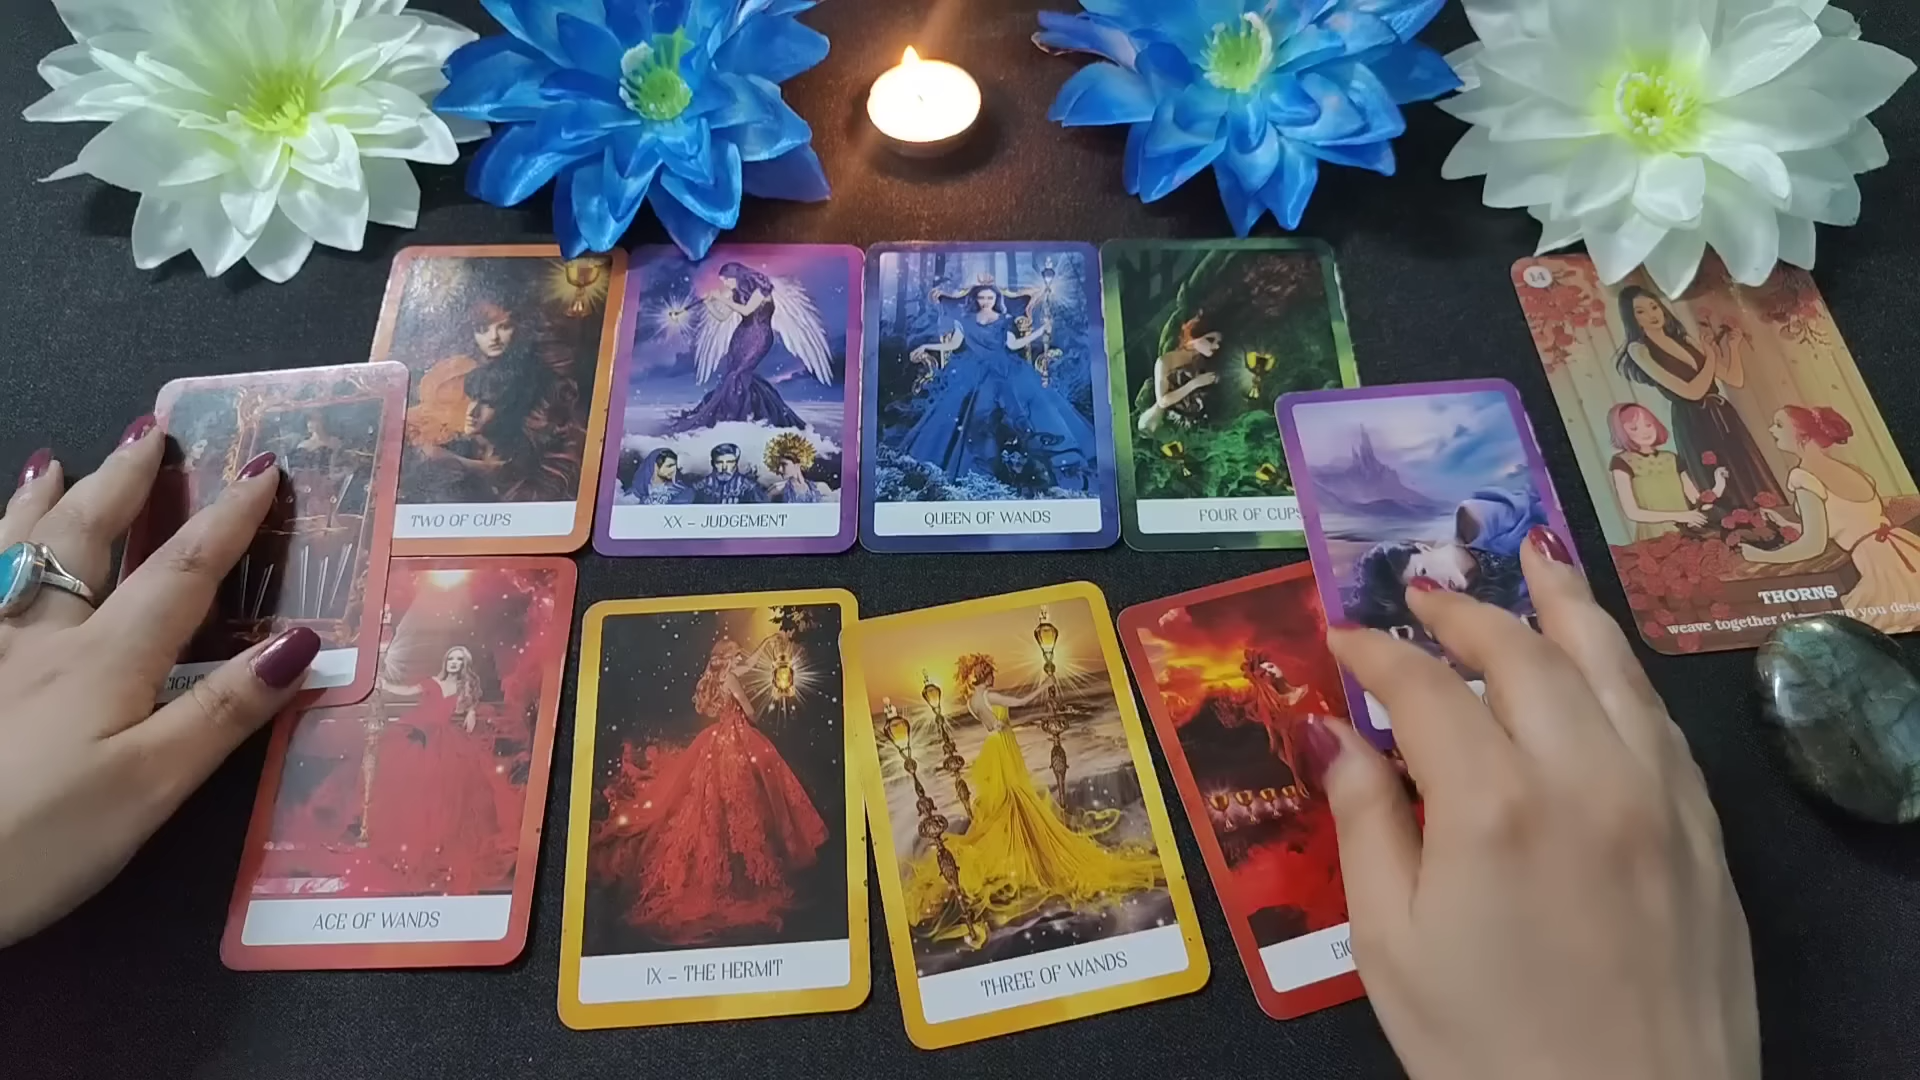 TWO OF CUPS
XX – JUDGEMENT
QUEEN OF WANDS
FOUR OF CUPS
14
THORNS
weave together the
you
ACE OF WANDS
IX – THE HERMIT
THREE OF WANDS